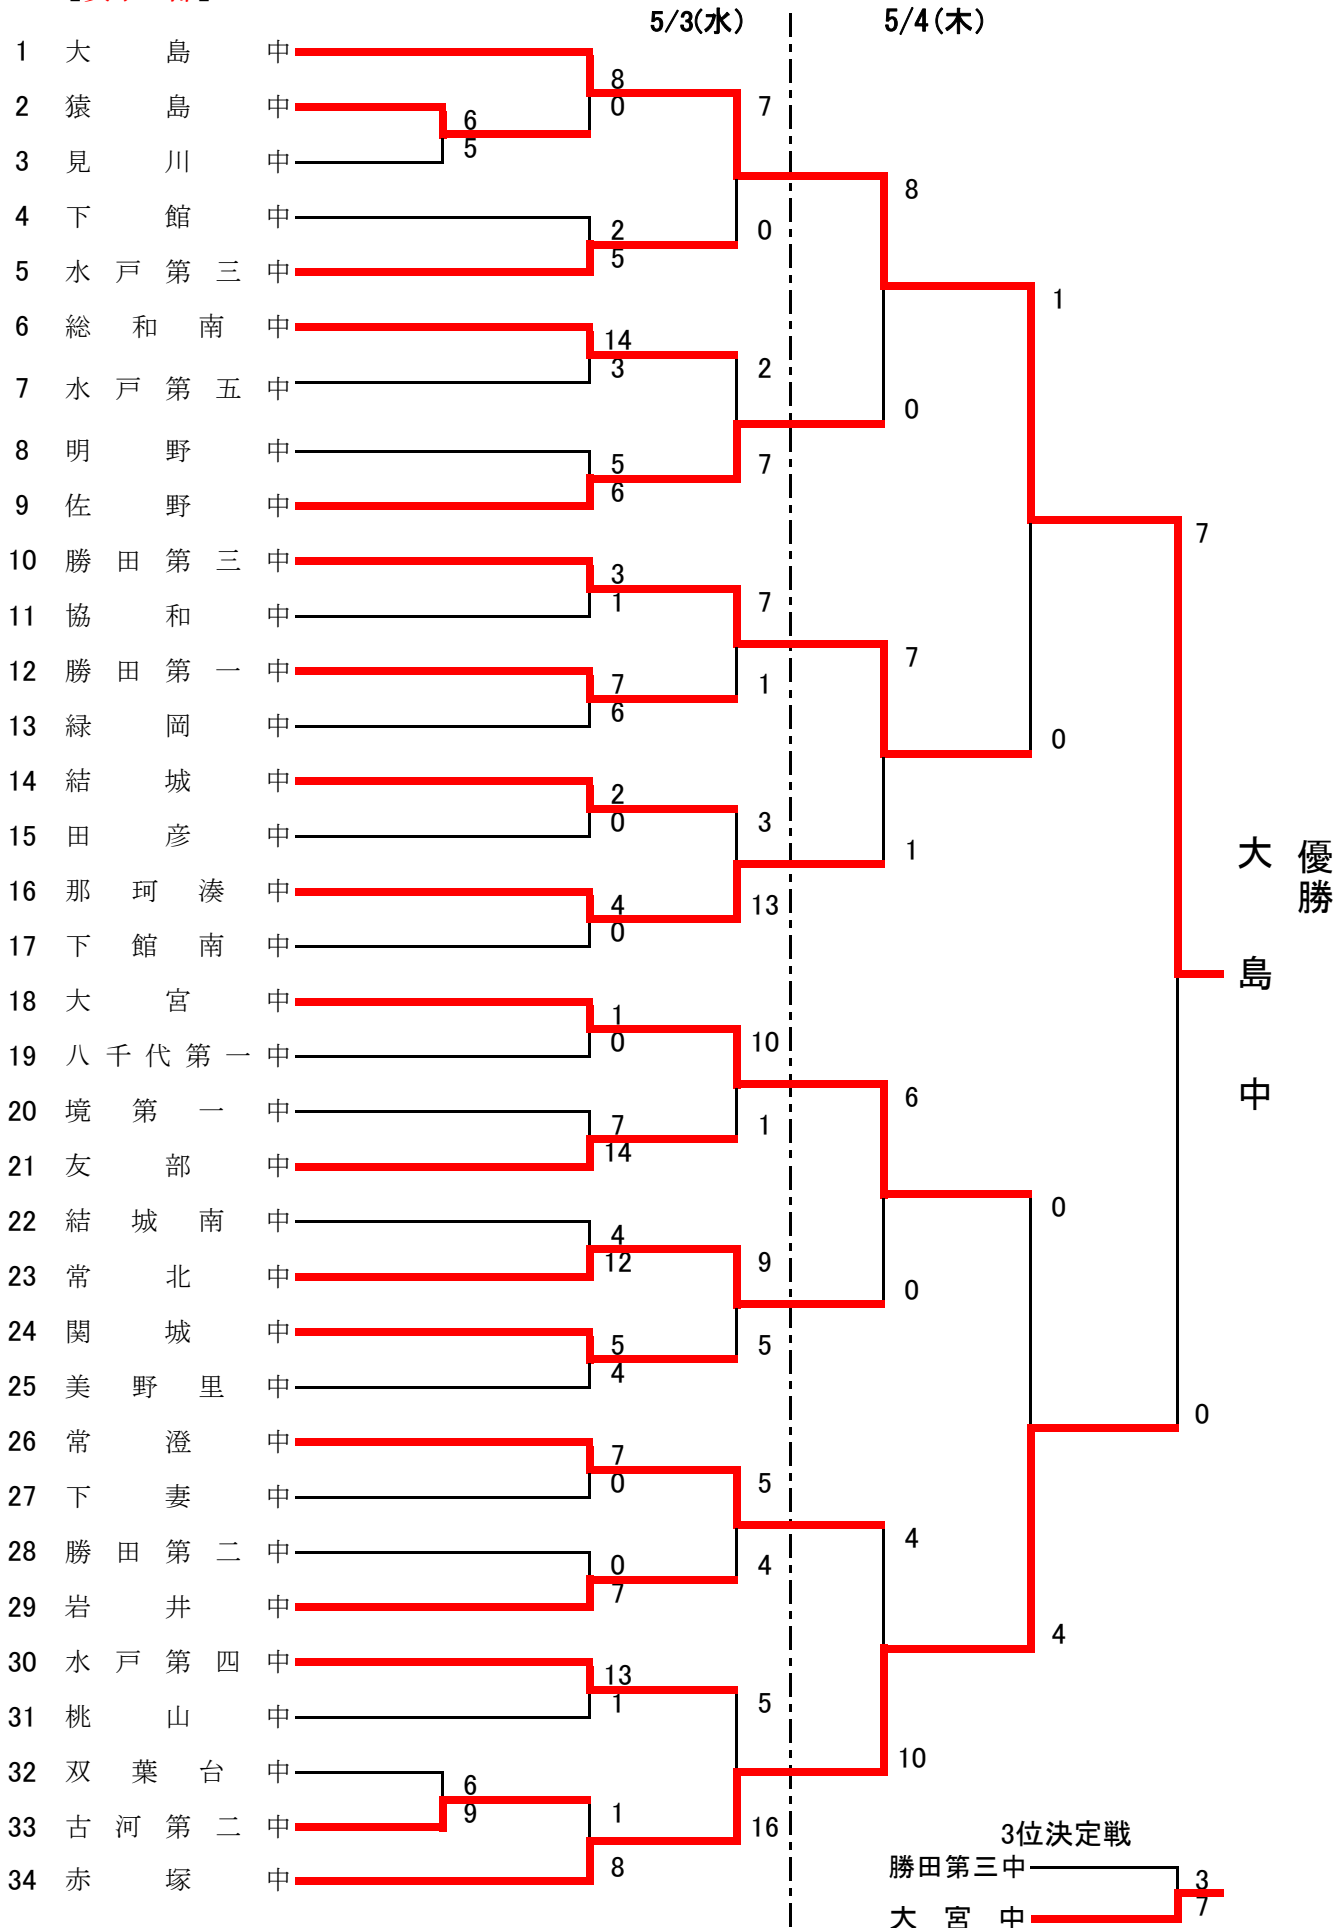 5/3(水) 5/4(木)
1 大島中
2 猿島中
3 見川中
4 下館中
5 水戸第三中
6 総和南中
7 水戸第五中
8 明野中
9 佐野中
10 勝田第三中
11 協和中
12 勝田第一中
13 緑岡中
14 結城中
15 田彦中
16 那珂湊中
17 下館南中
18 大宮中
19 八千代第一中
20 境第一中
21 友部中
22 結城南中
23 常北中
24 関城中
25 美野里中
26 常澄中
27 下妻中
28 勝田第二中
29 岩井中
30 水戸第四中
31 桃山中
32 双葉台中
33 古河第二中
34 赤塚中
6
5
6
9
8
0
2
5
14
3
5
6
3
1
7
6
2
0
4
0
1
0
7
14
4
12
5
4
7
0
0
7
13
1
1
8
7
0
2
7
7
1
3
13
10
1
9
5
5
4
5
16
8
0
7
1
6
0
4
10
1
0
0
4
7
0
優勝
大島中
3位決定戦
勝田第三中 3
大宮中 7